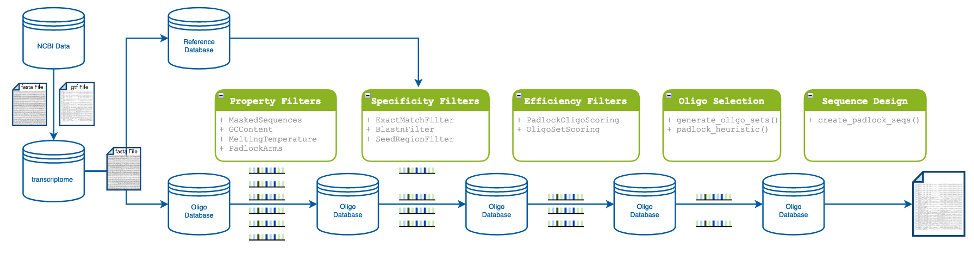 NCBI Data
fasta File
gtf File
transcriptome
fasta File
Reference
Database
Property Filters
+ MaskedSequences
+ GCContent
+ MeltingTemperature
+ PadlockArms
Specificity Filters
+ ExactMatchFilter
+ BlastnFilter
+ SeedRegionFilter
Efficiency Filters
+ PadlockOligoScoring
+ OligoSetScoring
Oligo Selection
+ generate_oligo_sets()
+ padlock_heuristic()
Sequence Design
+ create_padlock_seqs()
Oligo
Database
Oligo
Database
Oligo
Database
Oligo
Database
Oligo
Database